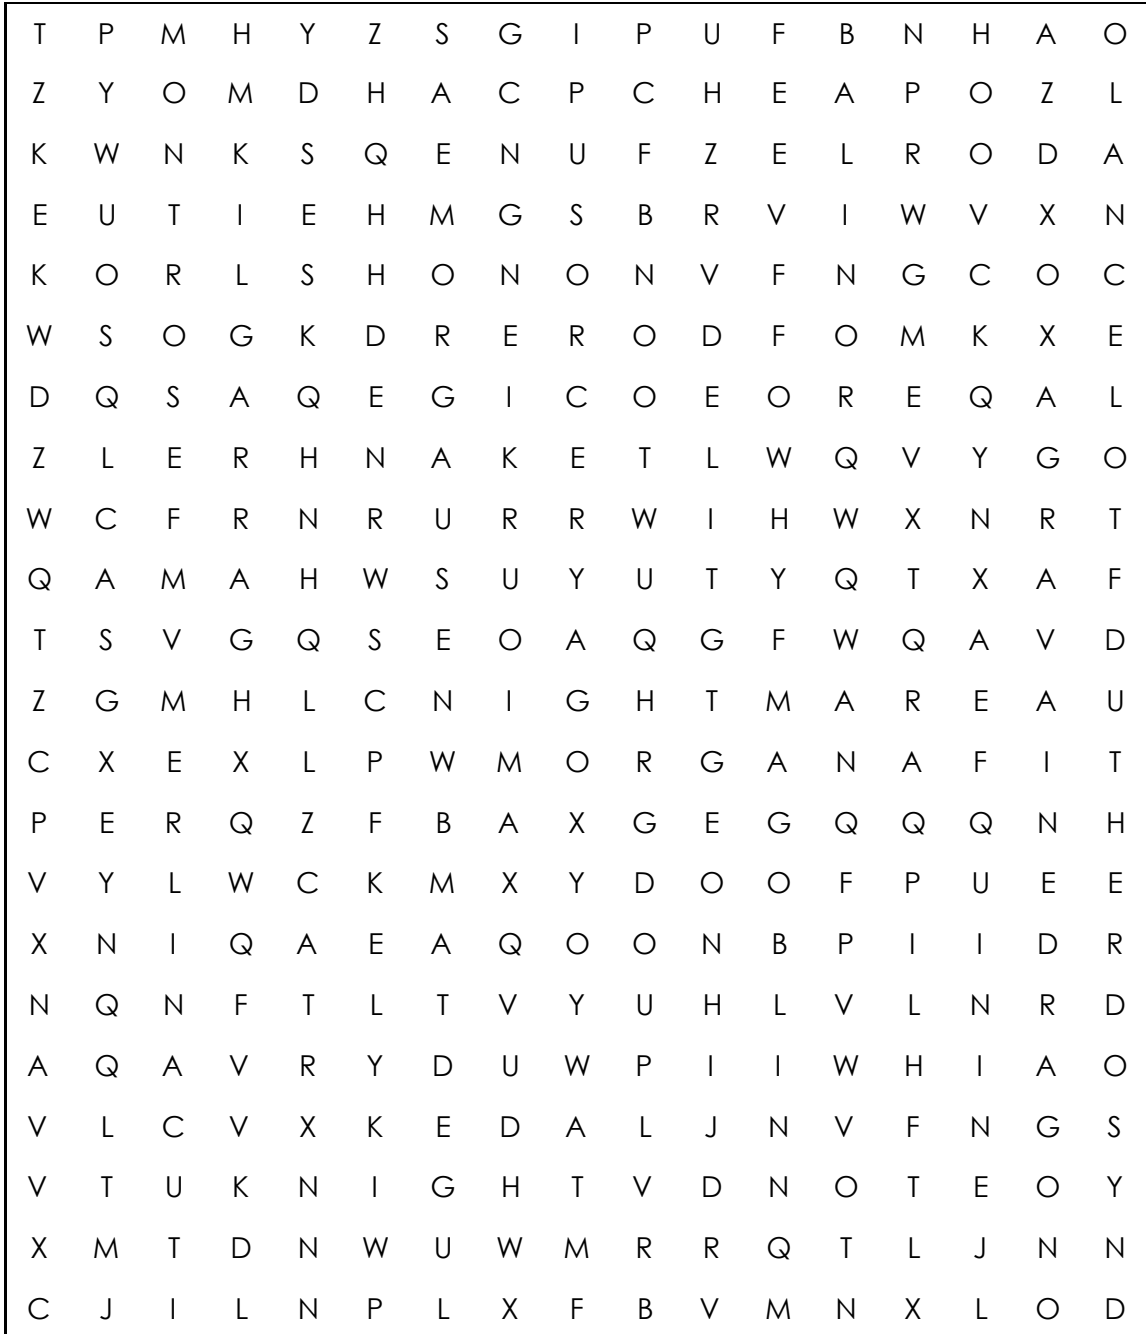 T P M H Y Z S G I P U F B N H A O
Z Y O M D H A C P C H E A P O Z L
K W N K S Q E N U F Z E L R O D A
E U T I E H M G S B R V I W V X N
K O R L S H O N O N V F N G C O C
W S O G K D R E R O D F O M K X E
D Q S A Q E G I C O E O R E Q A L
Z L E R H N A K E T L W Q V Y G O
W C F R N R U R R W I H W X N R T
Q A M A H W S U Y U T Y Q T X A F
T S V G Q S E O A Q G F W Q A V D
Z G M H L C N I G H T M A R E A U
C X E X L P W M O R G A N A F I T
P E R Q Z F B A X G E G Q Q Q N H
V Y L W C K M X Y D O O F P U E E
X N I Q A E A Q O O N B P I I D R
N Q N F T L T V Y U H L V L N R D
A Q A V R Y D U W P I I W H I A O
V L C V X K E D A L J N V F N G S
V T U K N I G H T V D N O T E O Y
X M T D N W U W M R R Q T L J N N
C J I L N P L X F B V M N X L O D